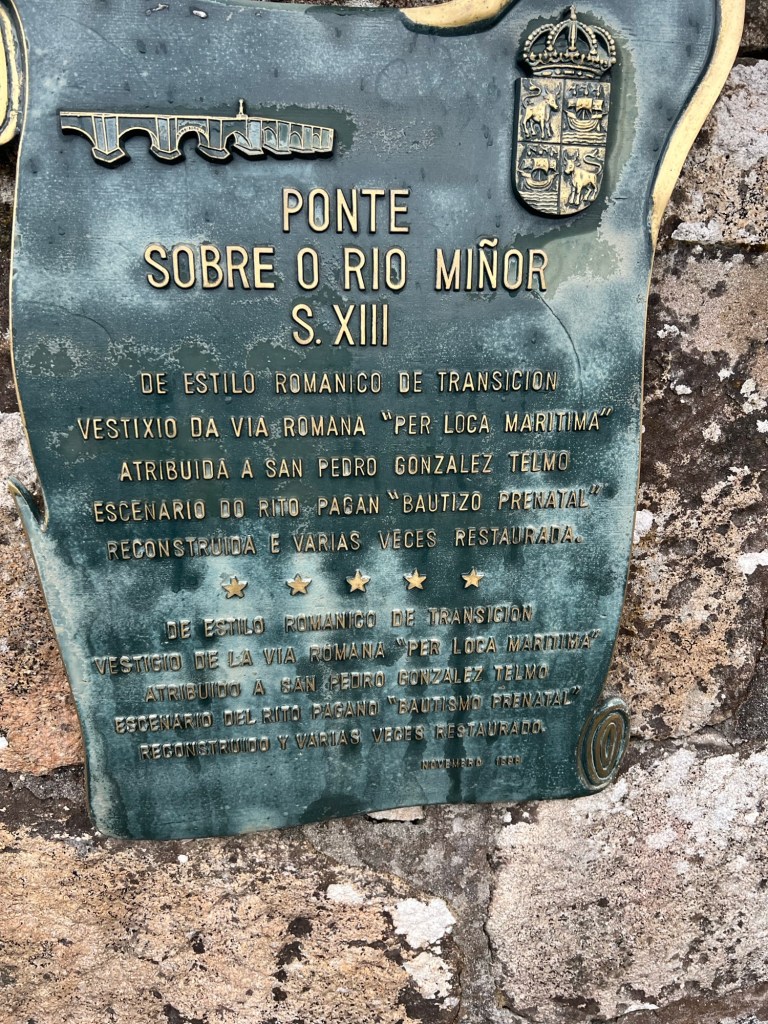 PONTE
SOBRE O RIO MIÑOR
S. XIII
DE ESTILO ROMANICO DE TRANSICION
VESTIXIO DA VIA ROMANA "PER LOCA MARITIMA"
ATRIBUIDA A SAN PEDRO GONZALEZ TELMO
ESCENARIO DO RITO PAGAN "BAUTIZO PRENATAL"
RECONSTRUIDA E VARIAS VECES RESTAURADA.
DE ESTILO ROMANICO DE TRANSICION
VESTIGIO DE LA VIA ROMANA "PER LOCA MARITIMA"
ATRIBUIDO A SAN PEDRO GONZALEZ TELMO
ESCENARIO DEL RITO PAGANO "BAUTISMO PRENATAL"
RECONSTRUIDO Y VARIAS VECES RESTAURADO.
NOVEMBRO